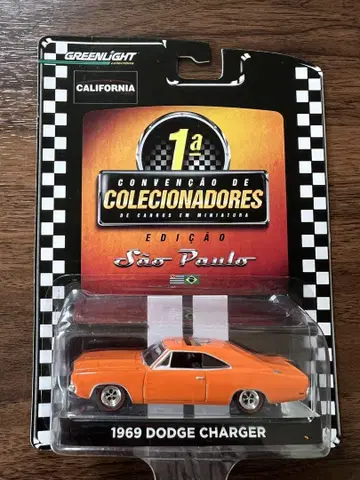 GREENLIGHT
CALIFORNIA
1ª
CONVENÇÃO DE
COLECIONADORES
DE CARROS EM MINIATURA
EDIÇÃO
São Paulo
1969 DODGE CHARGER